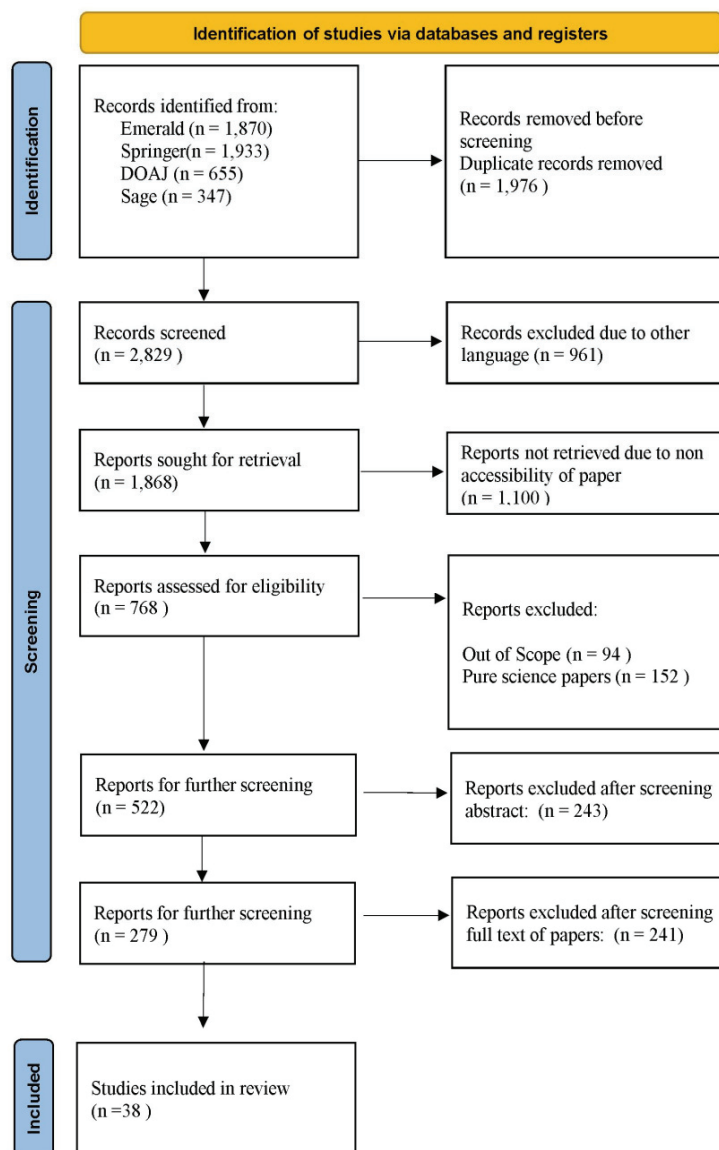 Identification of studies via databases and registers
Identification
Records identified from:
Emerald (n = 1,870)
Springer(n = 1,933)
DOAJ (n = 655)
Sage (n = 347)
Records removed before
screening
Duplicate records removed
(n = 1,976 )
Screening
Records screened
(n = 2,829 )
Records excluded due to other
language (n = 961)
Reports sought for retrieval
(n = 1,868)
Reports not retrieved due to non
accessibility of paper
(n = 1,100 )
Reports assessed for eligibility
(n = 768 )
Reports excluded:
Out of Scope (n = 94 )
Pure science papers (n = 152 )
Reports for further screening
(n = 522)
Reports excluded after screening
abstract: (n = 243)
Reports for further screening
(n = 279 )
Reports excluded after screening
full text of papers: (n = 241)
Included
Studies included in review
(n =38 )